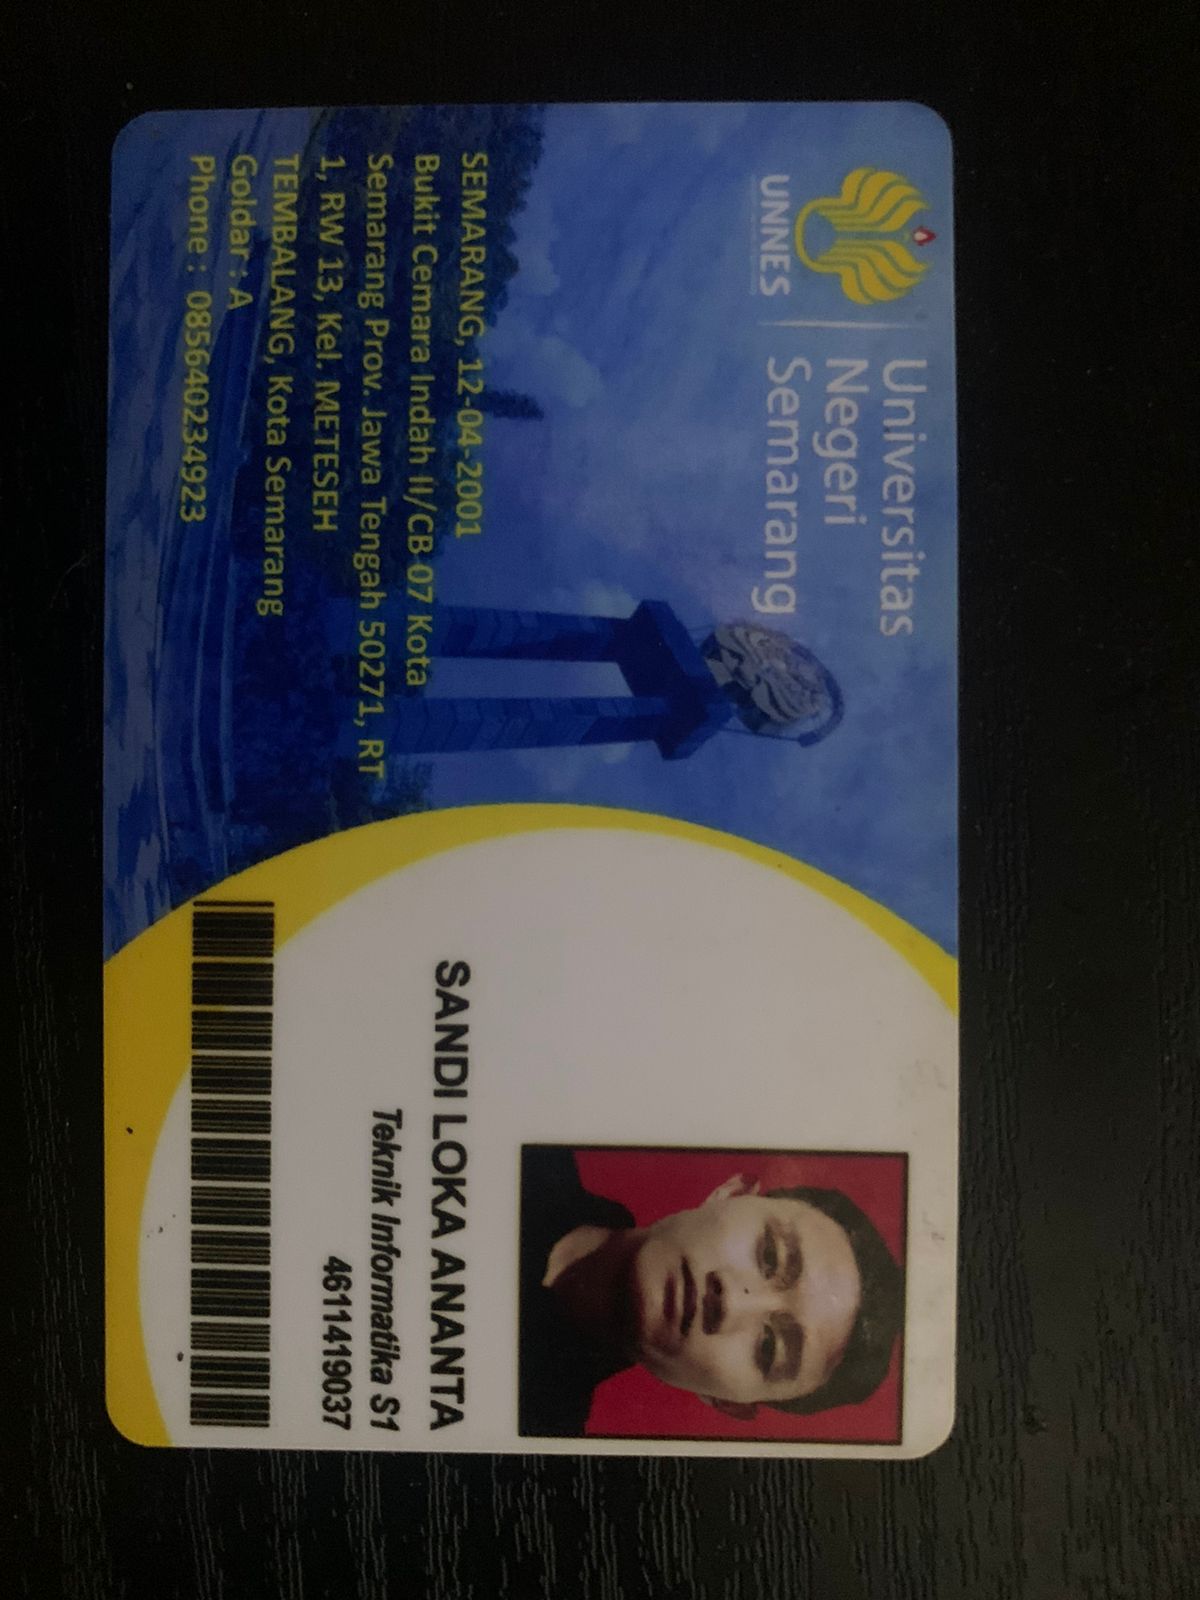 UNNES
Universitas
Negeri
Semarang
SEMARANG, 12-04-2001
Bukit Cemara Indah II/CB-07 Kota
Semarang Prov. Jawa Tengah 50271, RT
1, RW 13, Kel. METESEH
TEMBALANG, Kota Semarang
Goldar : A
Phone : 085640234923
SANDI LOKA ANANTA
Teknik Informatika S1
4611419037